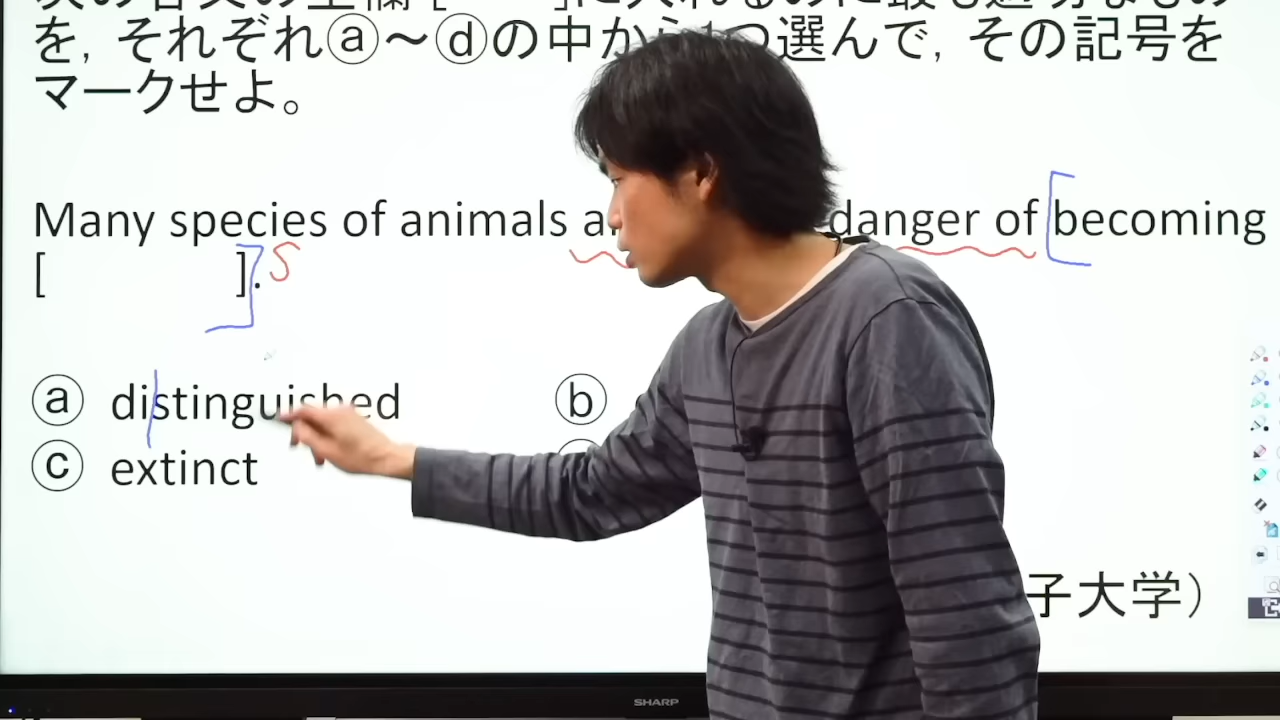 を, それぞれⓐ～ⓓの中から1つ選んで, その記号を
マークせよ。
Many species of animals danger of becoming
[ ]. S
ⓐ distinguished
ⓑ
ⓒ extinct
子大学）
SHARP